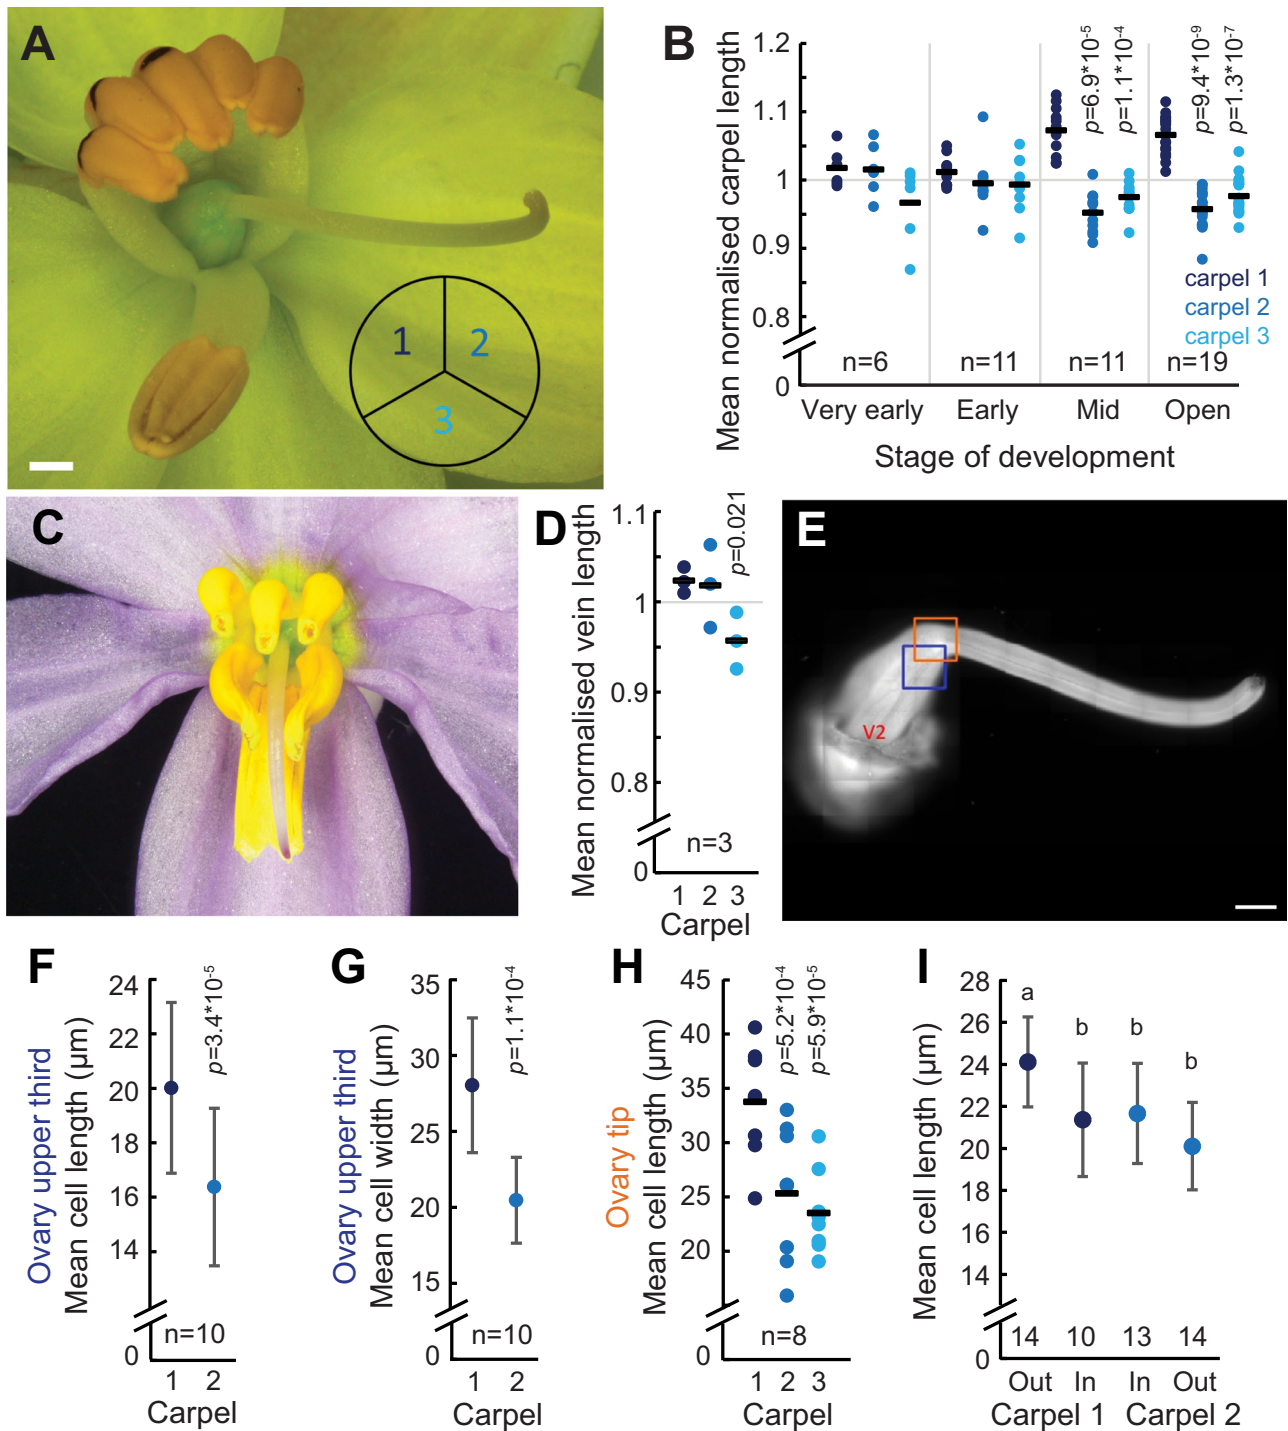 A
1
2
3
B
Mean normalised carpel length
1.2
1.1
1
0.9
0.8
0
p=6.9*10-5
p=1.1*10-4
p=9.4*10-9
p=1.3*10-7
carpel 1
carpel 2
carpel 3
n=6 n=11 n=11 n=19
Very early Early Mid Open
Stage of development
C
D
Mean normalised vein length
1.1
1
0.9
0.8
0
p=0.021
n=3
1 2 3
Carpel
E
V2
F
Ovary upper third
Mean cell length (µm)
24
22
20
18
16
14
0
p=3.4*10-5
n=10
1 2
Carpel
G
Ovary upper third
Mean cell width (µm)
35
30
25
20
15
0
p=1.1*10-4
n=10
1 2
Carpel
H
Ovary tip
Mean cell length (µm)
45
40
35
30
25
20
0
p=5.2*10-4
p=5.9*10-5
n=8
1 2 3
Carpel
I
Mean cell length (µm)
28
26
24
22
20
18
16
14
0
a b b b
14 10 13 14
Out In In Out
Carpel 1 Carpel 2